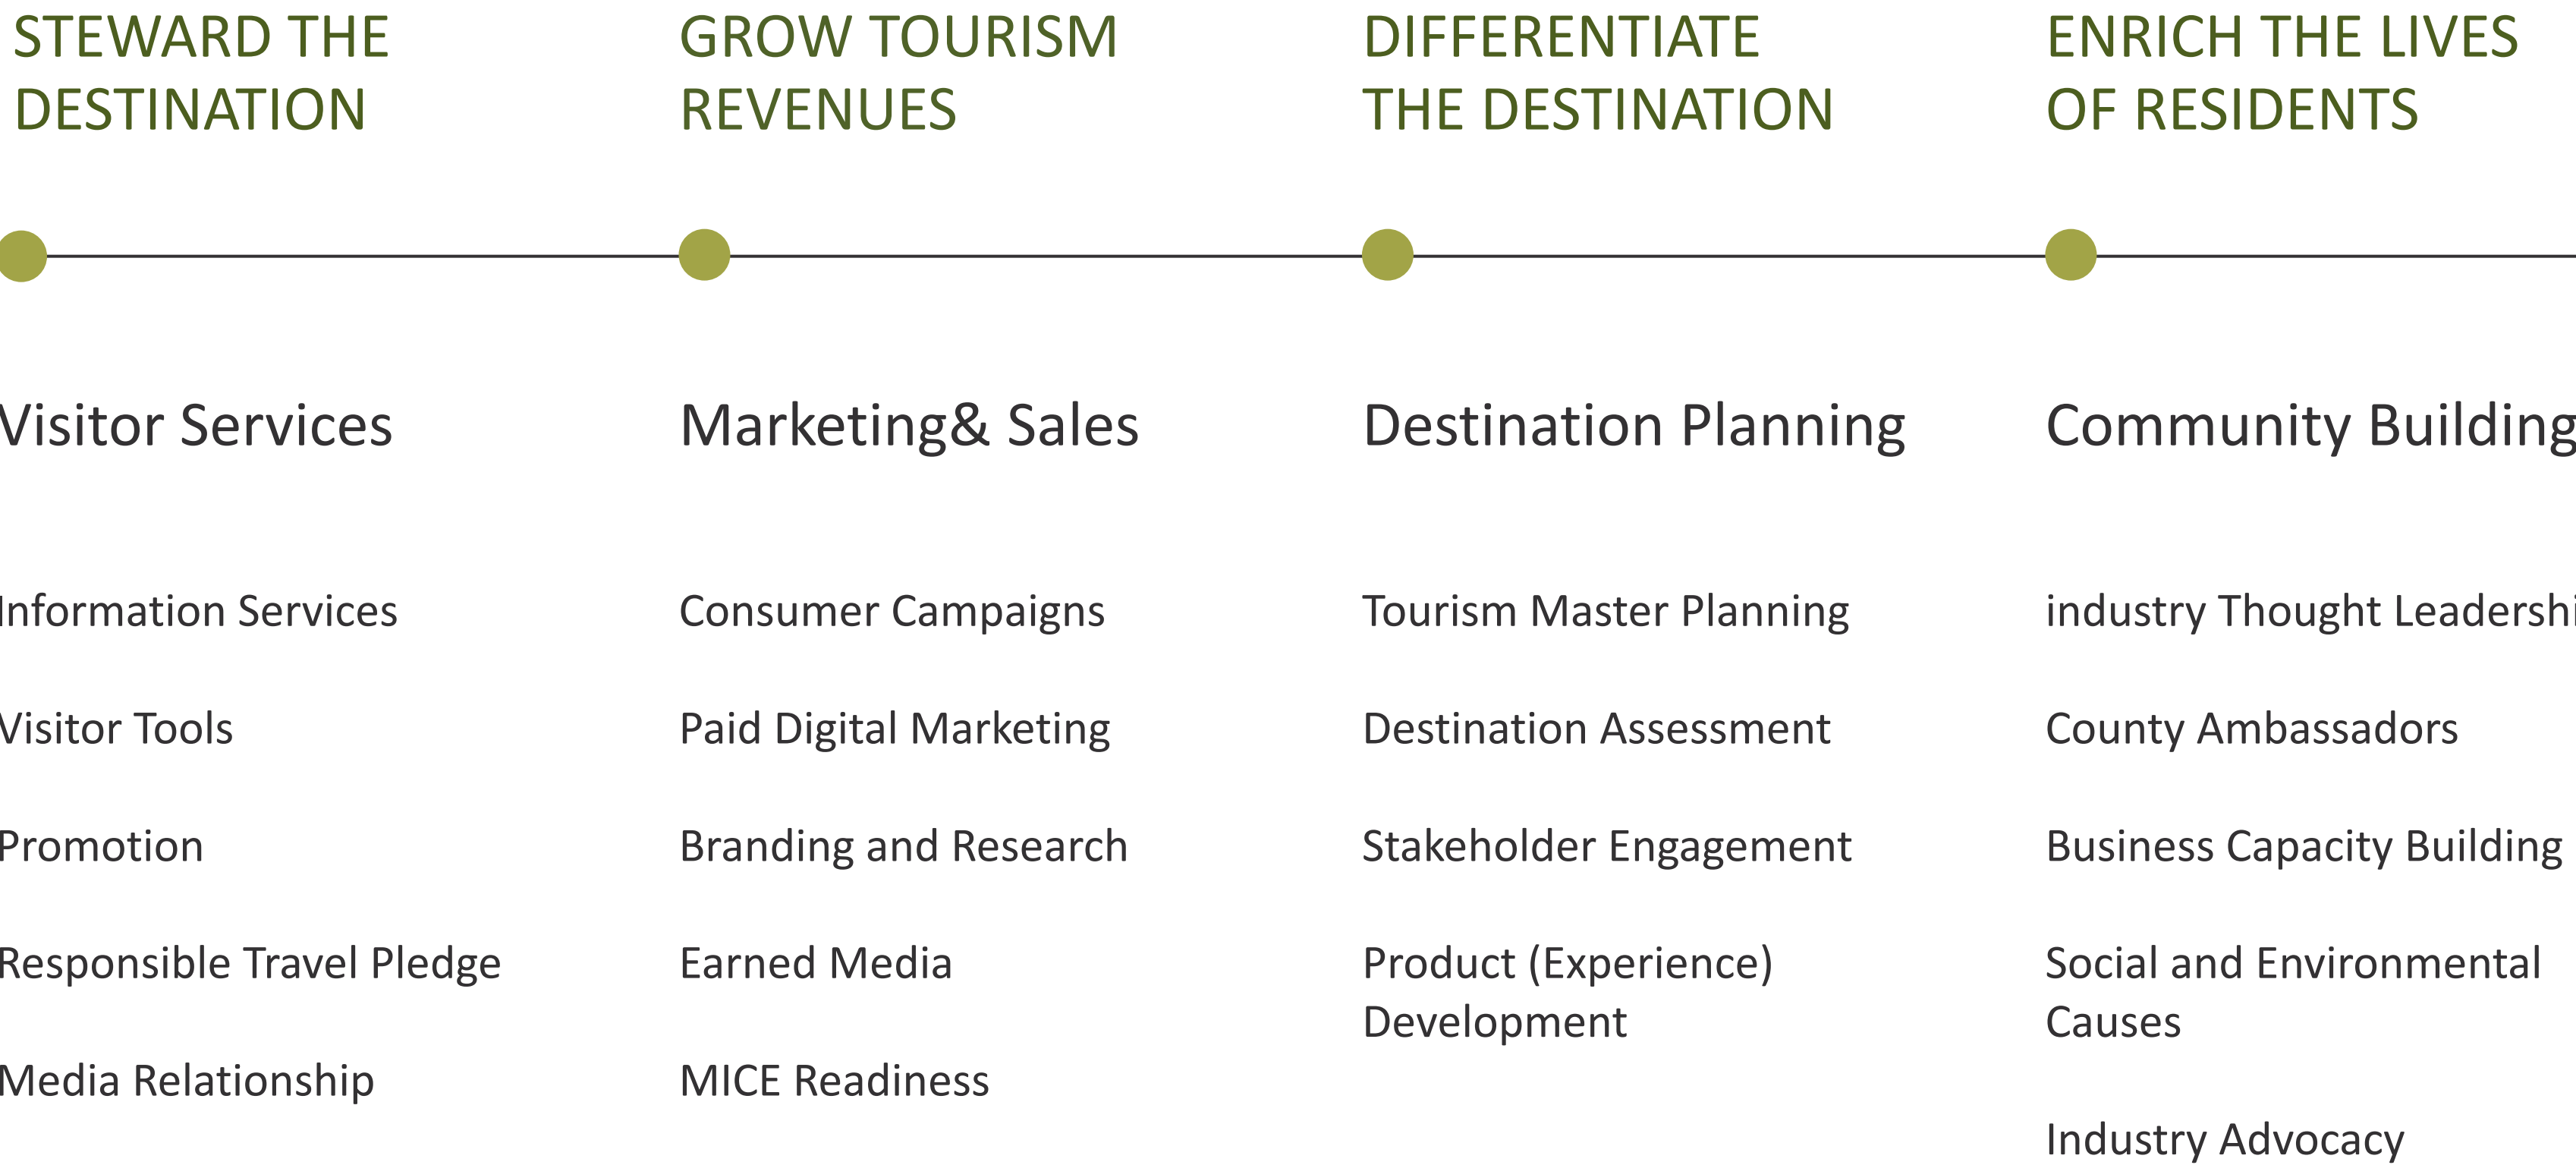 STEWARD THE
DESTINATION
GROW TOURISM
REVENUES
DIFFERENTIATE
THE DESTINATION
ENRICH THE LIVES
OF RESIDENTS
Visitor Services
Marketing& Sales
Destination Planning
Community Building
Information Services
Visitor Tools
Promotion
Responsible Travel Pledge
Media Relationship
Consumer Campaigns
Paid Digital Marketing
Branding and Research
Earned Media
MICE Readiness
Tourism Master Planning
Destination Assessment
Stakeholder Engagement
Product (Experience)
Development
industry Thought Leadershi
County Ambassadors
Business Capacity Building
Social and Environmental
Causes
Industry Advocacy